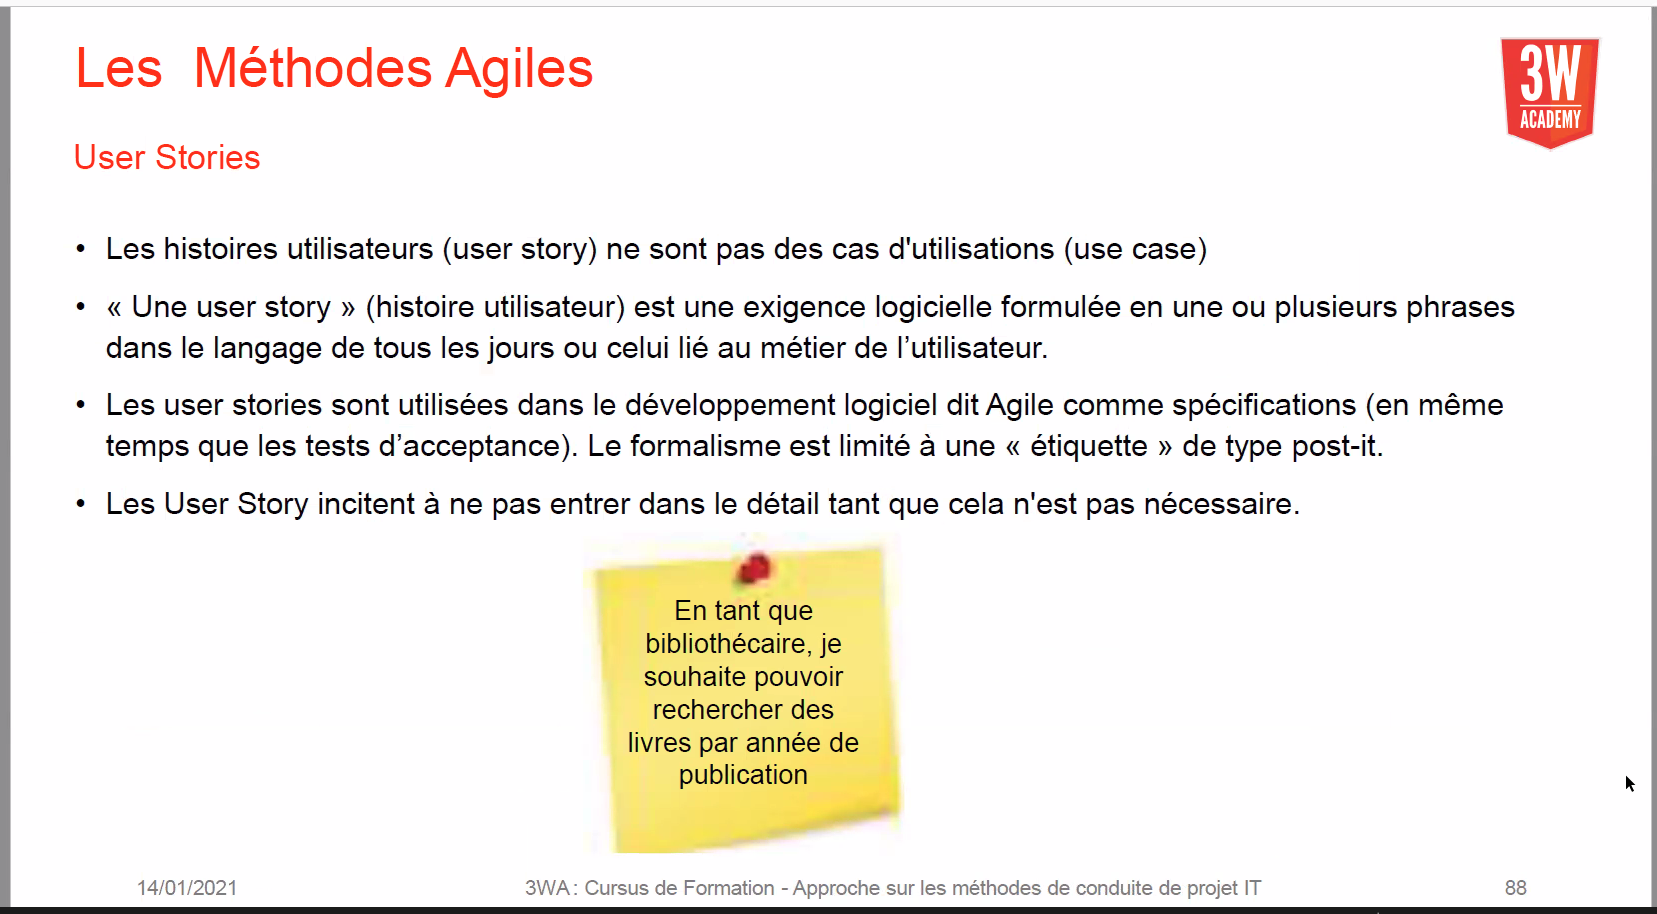 Les  Méthodes Agiles
3W
ACADEMY
User Stories
• Les histoires utilisateurs (user story) ne sont pas des cas d'utilisations (use case)
• « Une user story » (histoire utilisateur) est une exigence logicielle formulée en une ou plusieurs phrases
dans le langage de tous les jours ou celui lié au métier de l’utilisateur.
• Les user stories sont utilisées dans le développement logiciel dit Agile comme spécifications (en même
temps que les tests d’acceptance). Le formalisme est limité à une « étiquette » de type post-it.
• Les User Story incitent à ne pas entrer dans le détail tant que cela n'est pas nécessaire.
En tant que
bibliothécaire, je
souhaite pouvoir
rechercher des
livres par année de
publication
14/01/2021
3WA : Cursus de Formation - Approche sur les méthodes de conduite de projet IT
88